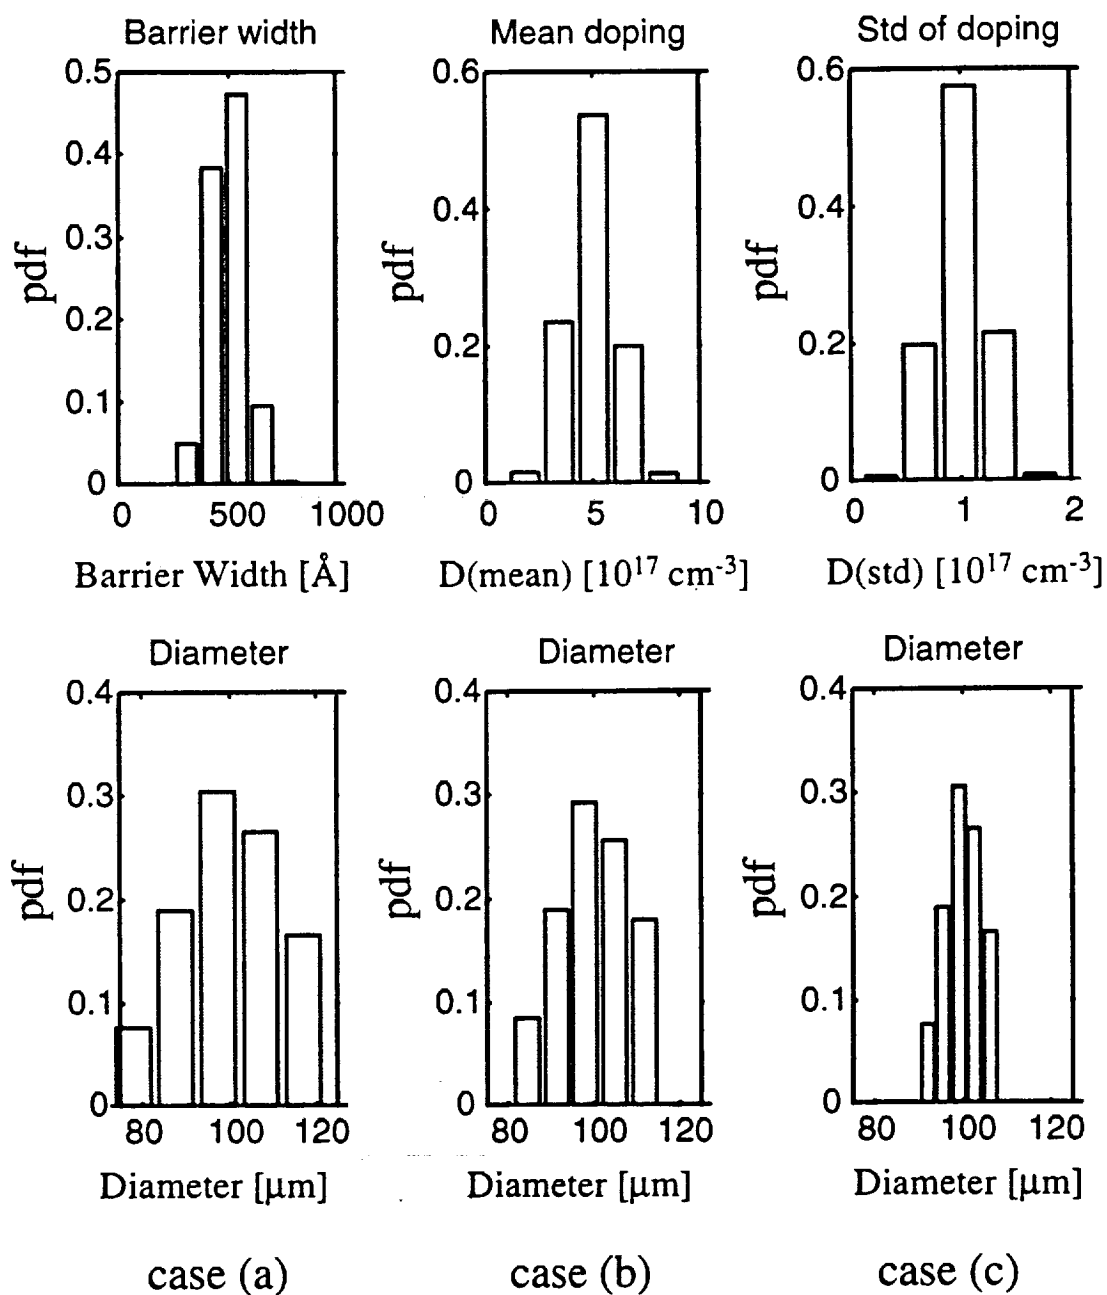 Barrier width
Mean doping
Std of doping
0.5
0.4
0.3
0.2
0.1
0
pdf
0
500
1000
Barrier Width [Å]
0.6
0.4
0.2
0
pdf
0
5
10
D(mean) [10¹⁷ cm⁻³]
0.6
0.4
0.2
0
pdf
0
1
2
D(std) [10¹⁷ cm⁻³]
Diameter
Diameter
Diameter
0.4
0.3
0.2
0.1
0
pdf
80
100
120
Diameter [μm]
0.4
0.3
0.2
0.1
0
pdf
80
100
120
Diameter [μm]
0.4
0.3
0.2
0.1
0
pdf
80
100
120
Diameter [μm]
case (a)
case (b)
case (c)